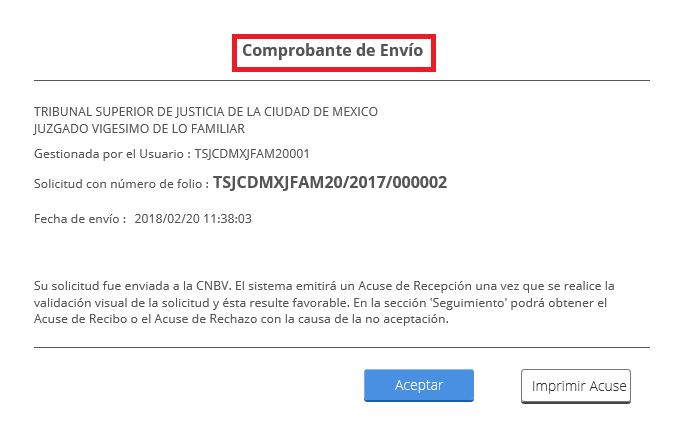 Comprobante de Envío
TRIBUNAL SUPERIOR DE JUSTICIA DE LA CIUDAD DE MEXICO
JUZGADO VIGESIMO DE LO FAMILIAR
Gestionada por el Usuario : TSJCDMXJFAM20001
Solicitud con número de folio : TSJCDMXJFAM20/2017/000002
Fecha de envío : 2018/02/20 11:38:03
Su solicitud fue enviada a la CNBV. El sistema emitirá un Acuse de Recepción una vez que se realice la
validación visual de la solicitud y ésta resulte favorable. En la sección 'Seguimiento' podrá obtener el
Acuse de Recibo o el Acuse de Rechazo con la causa de la no aceptación.
Aceptar Imprimir Acuse